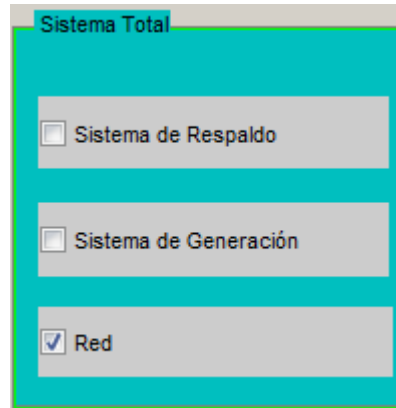 Sistema Total
Sistema de Respaldo
Sistema de Generación
Red